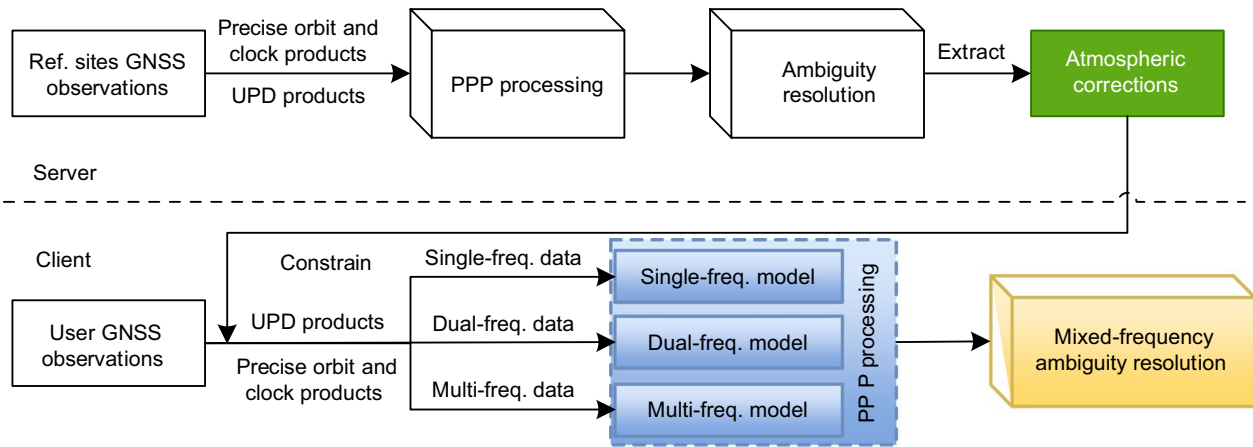 Ref. sites GNSS
observations
Precise orbit and
clock products
UPD products
PPP processing
Ambiguity
resolution
Extract
Atmospheric
corrections
Server
Client
User GNSS
observations
Constrain
UPD products
Precise orbit and
clock products
Single-freq. data
Dual-freq. data
Multi-freq. data
Single-freq. model
Dual-freq. model
Multi-freq. model
PP P processing
Mixed-frequency
ambiguity resolution